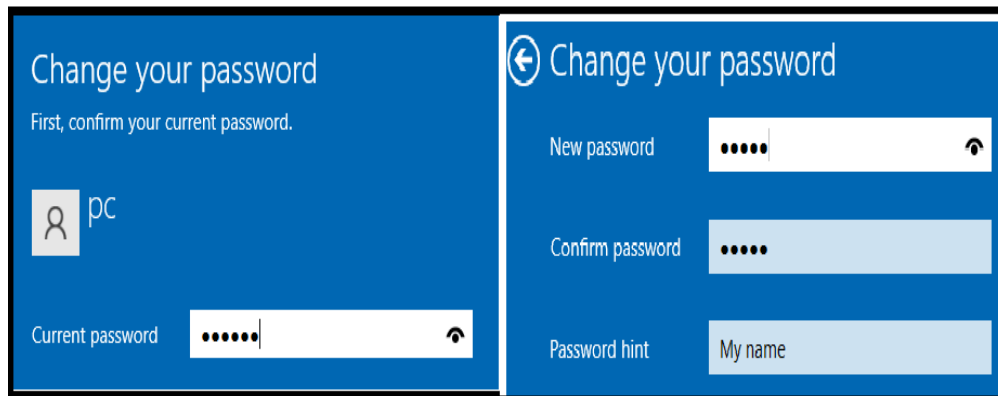 Change your password
First, confirm your current password.
pc
Current password ••••••
Change your password
New password •••••
Confirm password •••••
Password hint My name